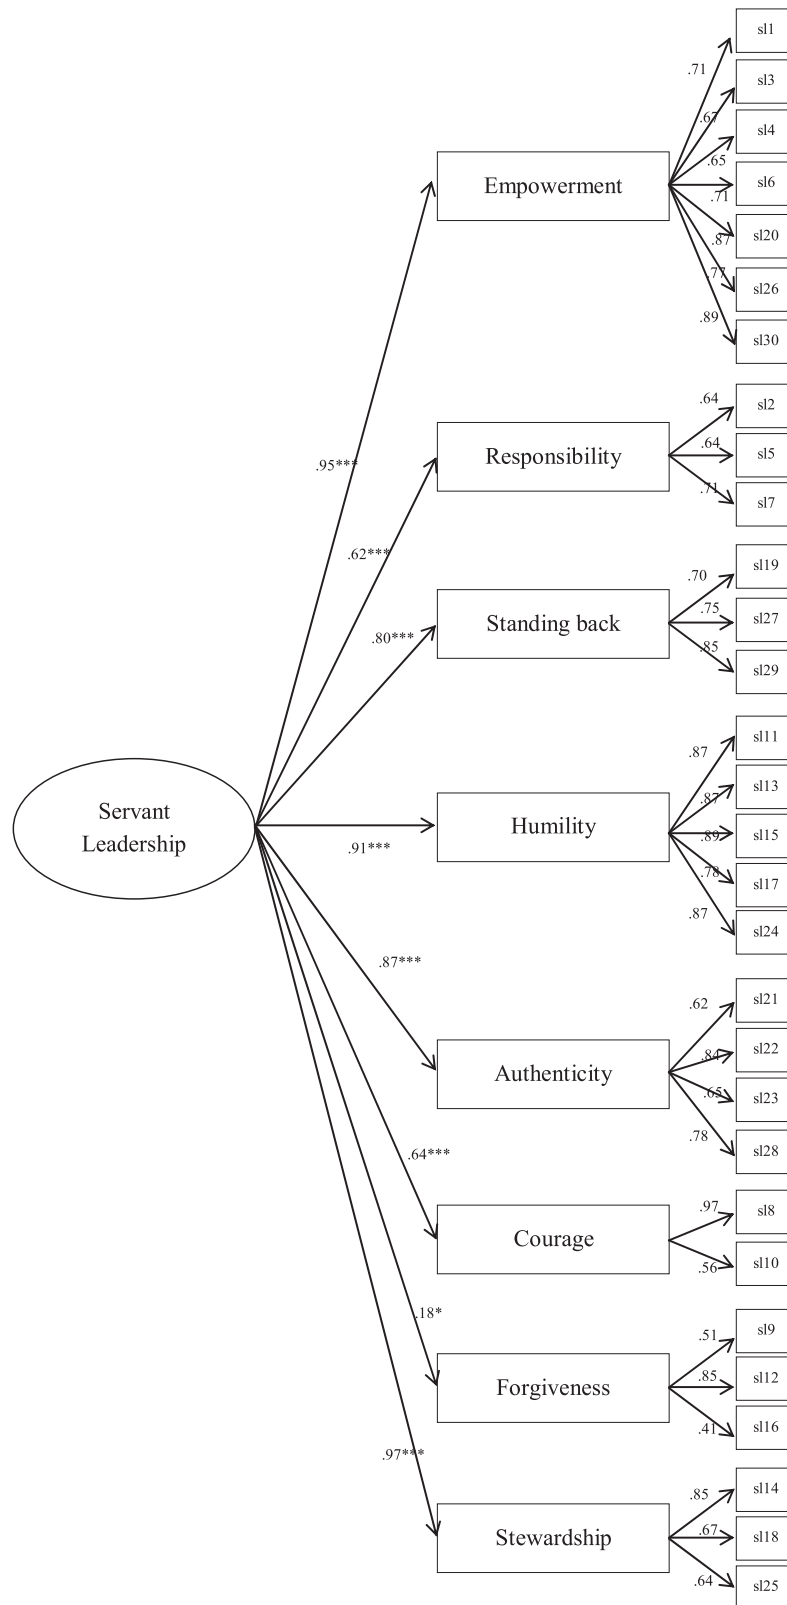 sl1
.71
sl3
.67
sl4
.65
Empowerment
sl6
.71
sl20
.87
.77
sl26
.89
sl30
.64
sl2
.95***
Responsibility
.64
sl5
.71
sl7
.62***
.70
sl19
.80***
Standing back
.75
sl27
.85
sl29
.87
sl11
.87
sl13
Servant
Leadership
Humility
.89
sl15
.91***
.78
sl17
.87
sl24
.87***
.62
sl21
.84
sl22
Authenticity
.65
sl23
.78
sl28
.64***
.97
sl8
Courage
.56
sl10
.18*
.51
sl9
Forgiveness
.85
sl12
.41
sl16
.97***
.85
sl14
Stewardship
.67
sl18
.64
sl25